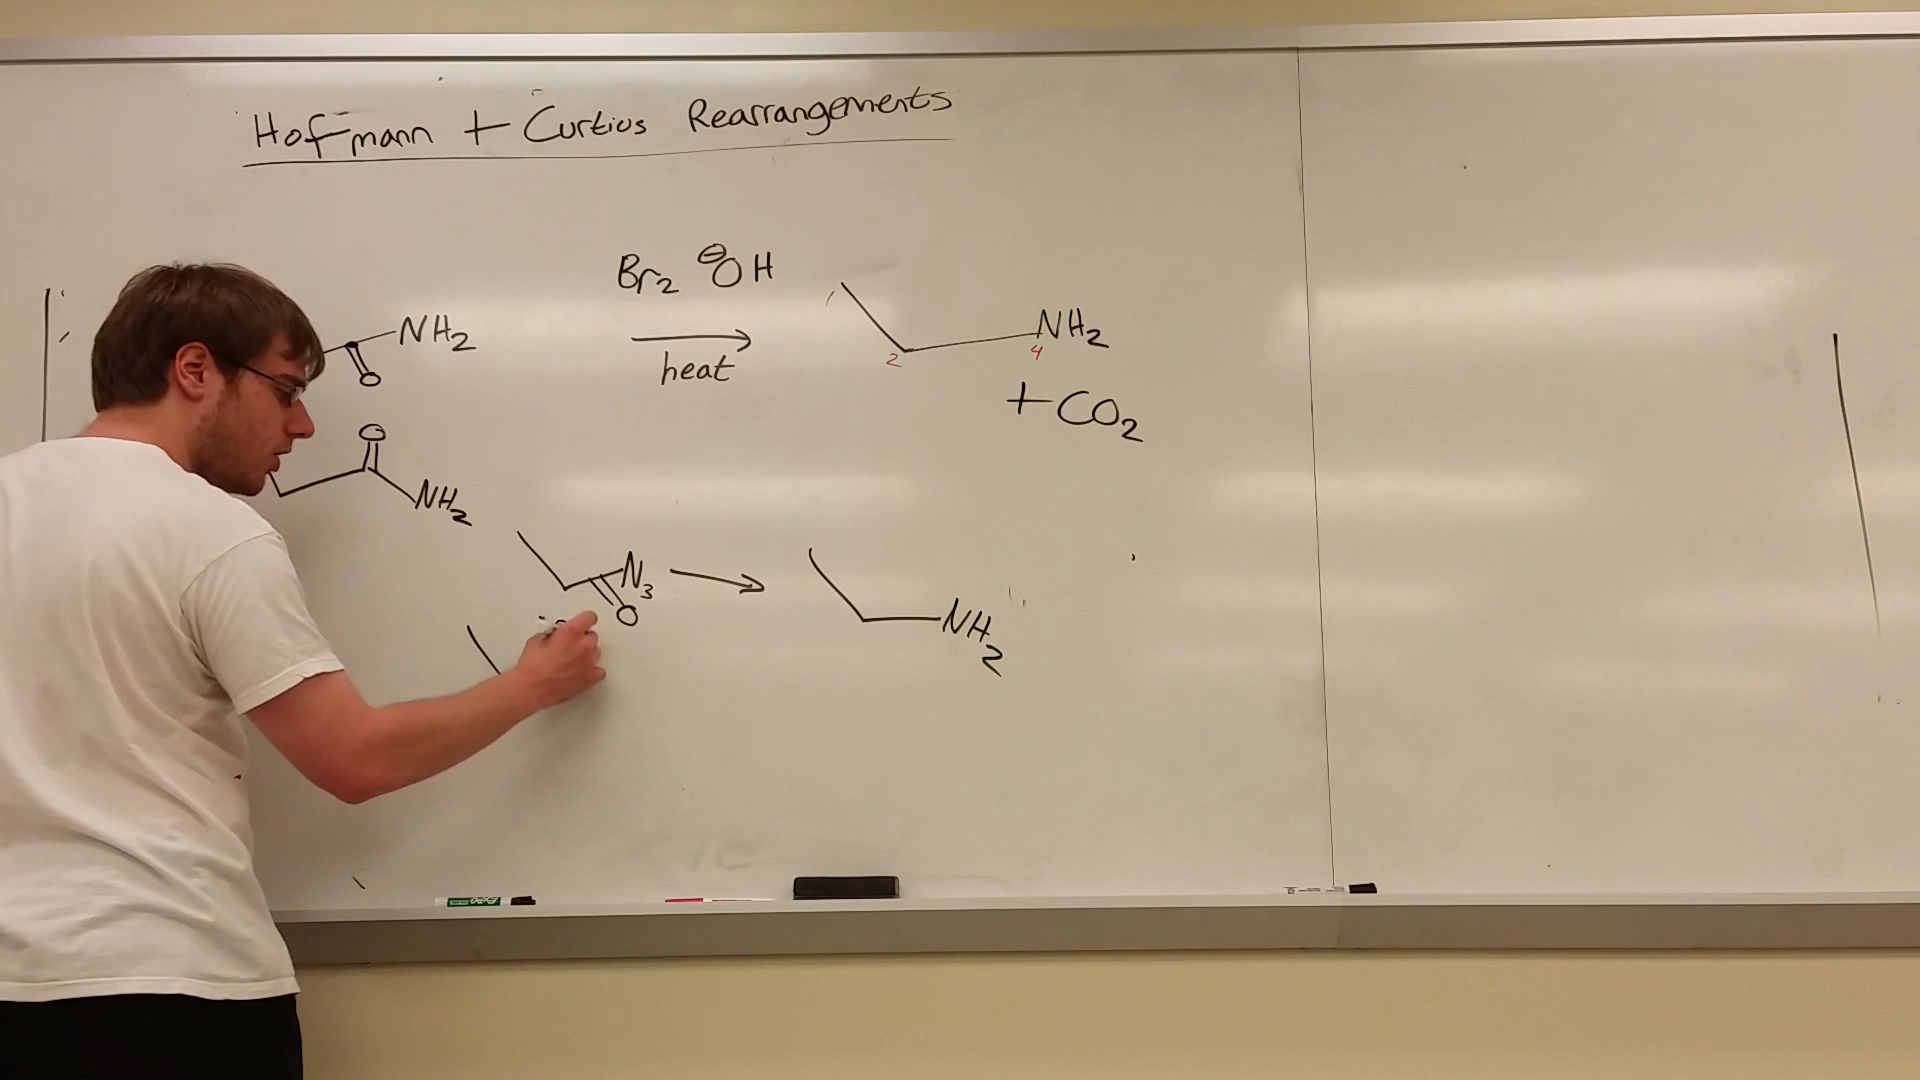 Hofmann + Curtius Rearrangements
Br₂ ⊖OH
NH₂
O
heat
NH₂
2
4
+ CO₂
O
NH₂
N₃
O
NH₂